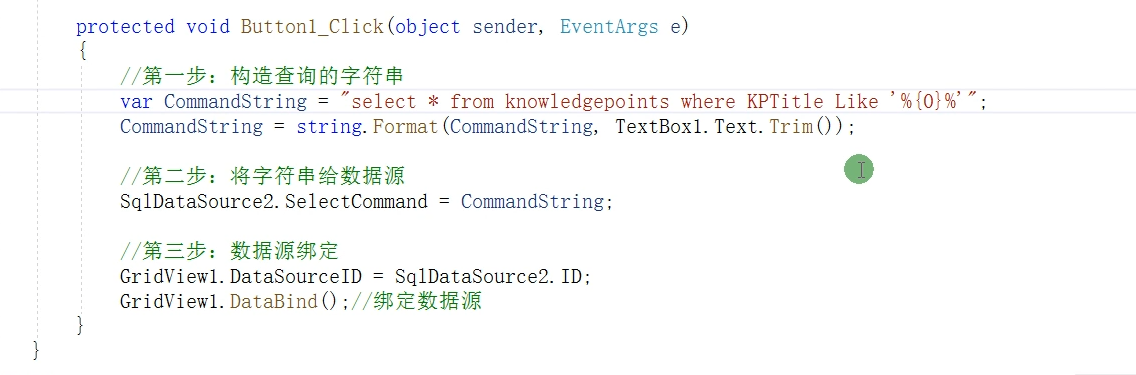 protected void Button1_Click(object sender, EventArgs e)
{
//第一步：构造查询的字符串
var CommandString = "select * from knowledgepoints where KPTitle Like '%{0}%'";
CommandString = string.Format(CommandString, TextBox1.Text.Trim());
//第二步：将字符串给数据源
SqlDataSource2.SelectCommand = CommandString;
//第三步：数据源绑定
GridView1.DataSourceID = SqlDataSource2.ID;
GridView1.DataBind();//绑定数据源
}
}